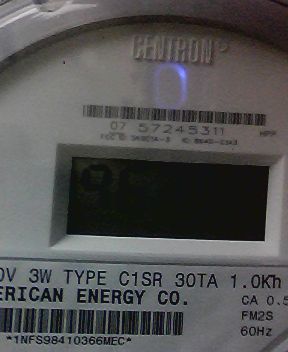 CENTRON®
07 57245311
0V 3W TYPE C1SR 30TA 1.0Kh
ERICAN ENERGY CO.
CA 0.5
FM2S
60Hz
*1NFS98410366MEC*